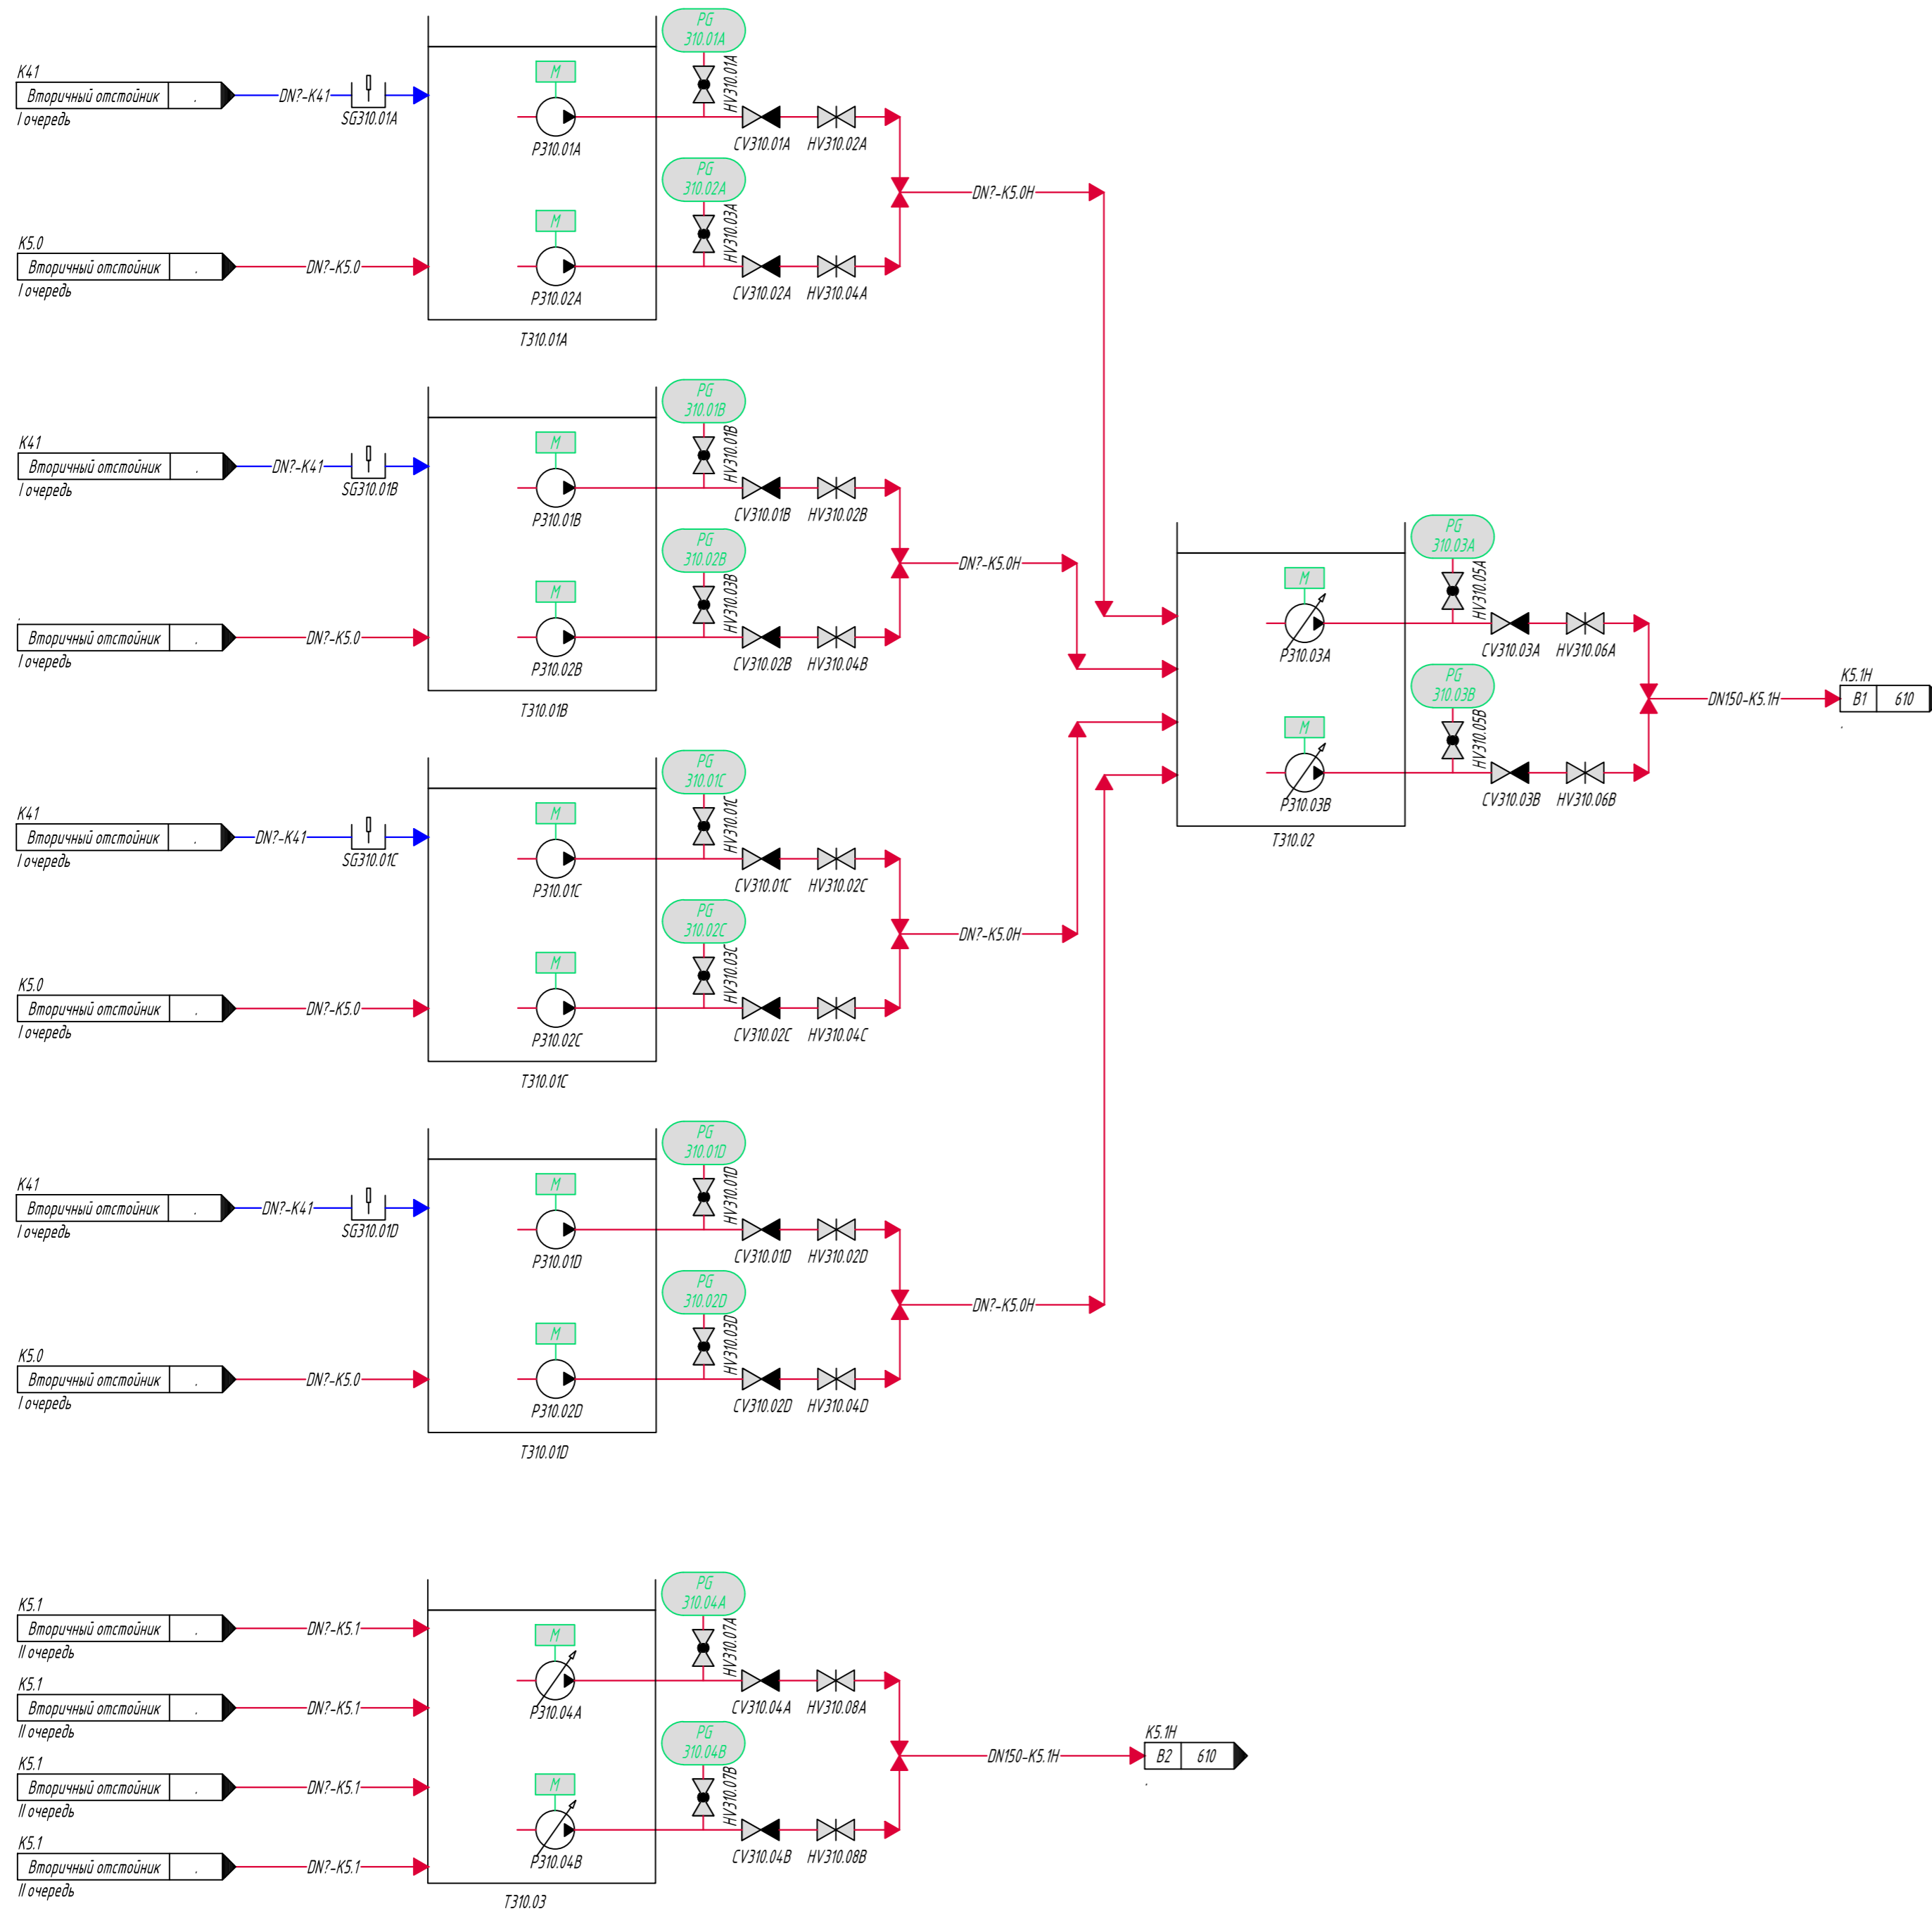 K41
Вторичный отстойник .
I очередь
DN?-K41
SG310.01A
K5.0
Вторичный отстойник .
I очередь
DN?-K5.0
M
P310.01A
M
P310.02A
T310.01A
PG
310.01A
HV310.01A
CV310.01A
HV310.02A
PG
310.02A
HV310.03A
CV310.02A
HV310.04A
DN?-K5.0H
K41
Вторичный отстойник .
I очередь
DN?-K41
SG310.01B
.
Вторичный отстойник .
I очередь
DN?-K5.0
M
P310.01B
M
P310.02B
T310.01B
PG
310.01B
HV310.01B
CV310.01B
HV310.02B
PG
310.02B
HV310.03B
CV310.02B
HV310.04B
DN?-K5.0H
K41
Вторичный отстойник .
I очередь
DN?-K41
SG310.01C
K5.0
Вторичный отстойник .
I очередь
DN?-K5.0
M
P310.01C
M
P310.02C
T310.01C
PG
310.01C
HV310.01C
CV310.01C
HV310.02C
PG
310.02C
HV310.03C
CV310.02C
HV310.04C
DN?-K5.0H
K41
Вторичный отстойник .
I очередь
DN?-K41
SG310.01D
K5.0
Вторичный отстойник .
I очередь
DN?-K5.0
M
P310.01D
M
P310.02D
T310.01D
PG
310.01D
HV310.01D
CV310.01D
HV310.02D
PG
310.02D
HV310.03D
CV310.02D
HV310.04D
DN?-K5.0H
M
P310.03A
M
P310.03B
T310.02
PG
310.03A
HV310.05A
CV310.03A
HV310.06A
PG
310.03B
HV310.05B
CV310.03B
HV310.06B
DN150-K5.1H
K5.1H
B1 610
.
K5.1
Вторичный отстойник .
II очередь
DN?-K5.1
K5.1
Вторичный отстойник .
II очередь
DN?-K5.1
K5.1
Вторичный отстойник .
II очередь
DN?-K5.1
K5.1
Вторичный отстойник .
II очередь
DN?-K5.1
M
P310.04A
M
P310.04B
T310.03
PG
310.04A
HV310.07A
CV310.04A
HV310.08A
PG
310.04B
HV310.07B
CV310.04B
HV310.08B
DN150-K5.1H
K5.1H
B2 610
.